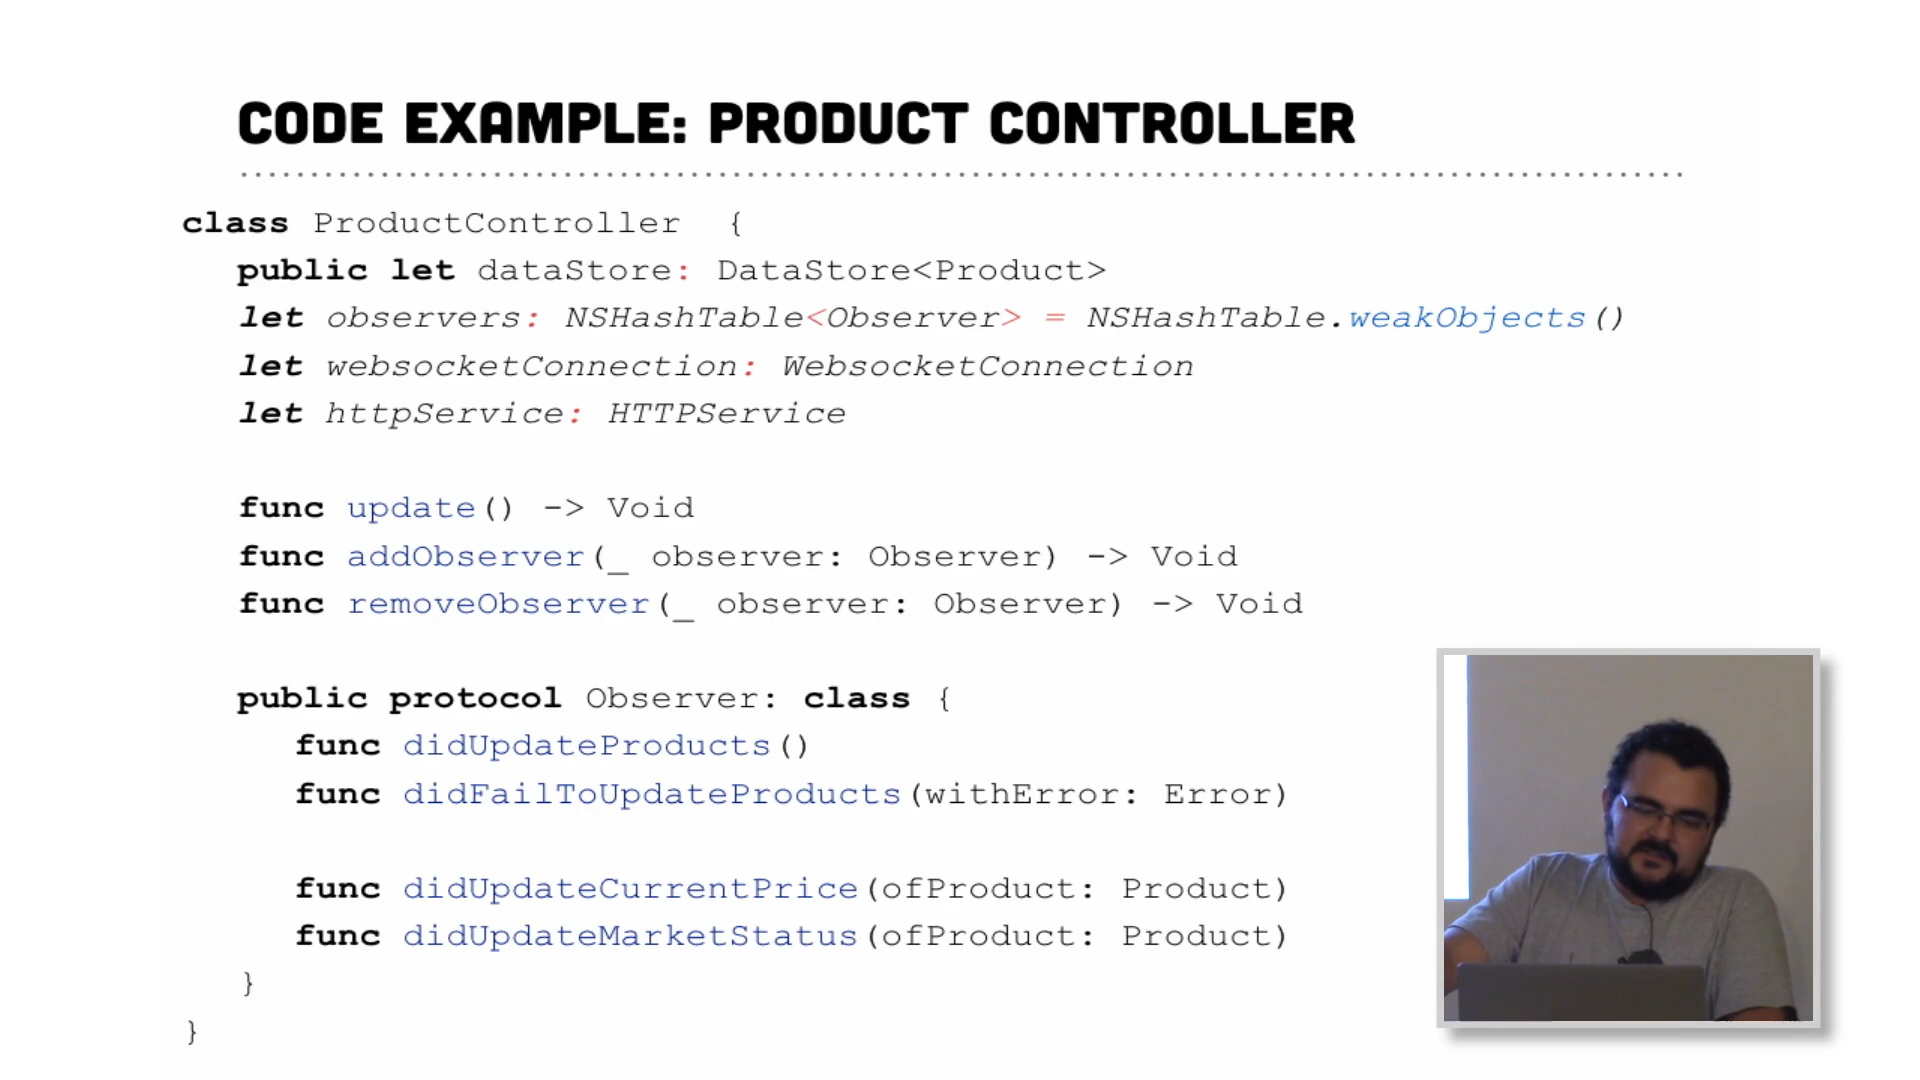 CODE EXAMPLE: PRODUCT CONTROLLER
class ProductController {
public let dataStore: DataStore<Product>
let observers: NSHashTable<Observer> = NSHashTable.weakObjects()
let websocketConnection: WebsocketConnection
let httpService: HTTPService
func update() -> Void
func addObserver(_ observer: Observer) -> Void
func removeObserver(_ observer: Observer) -> Void
public protocol Observer: class {
func didUpdateProducts()
func didFailToUpdateProducts(withError: Error)
func didUpdateCurrentPrice(ofProduct: Product)
func didUpdateMarketStatus(ofProduct: Product)
}
}